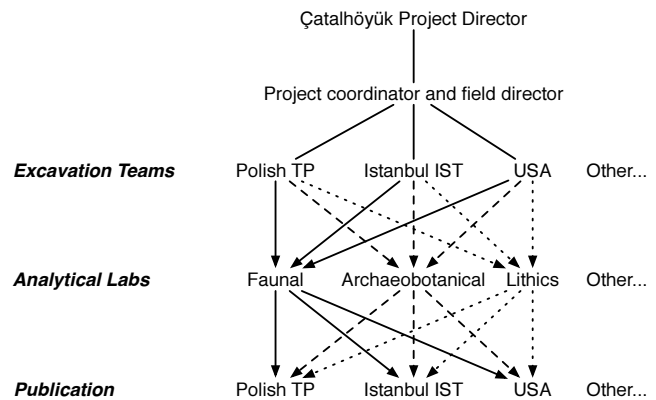 Çatalhöyük Project Director
Project coordinator and field director
Excavation Teams Polish TP Istanbul IST USA Other...
Analytical Labs Faunal Archaeobotanical Lithics Other...
Publication Polish TP Istanbul IST USA Other...